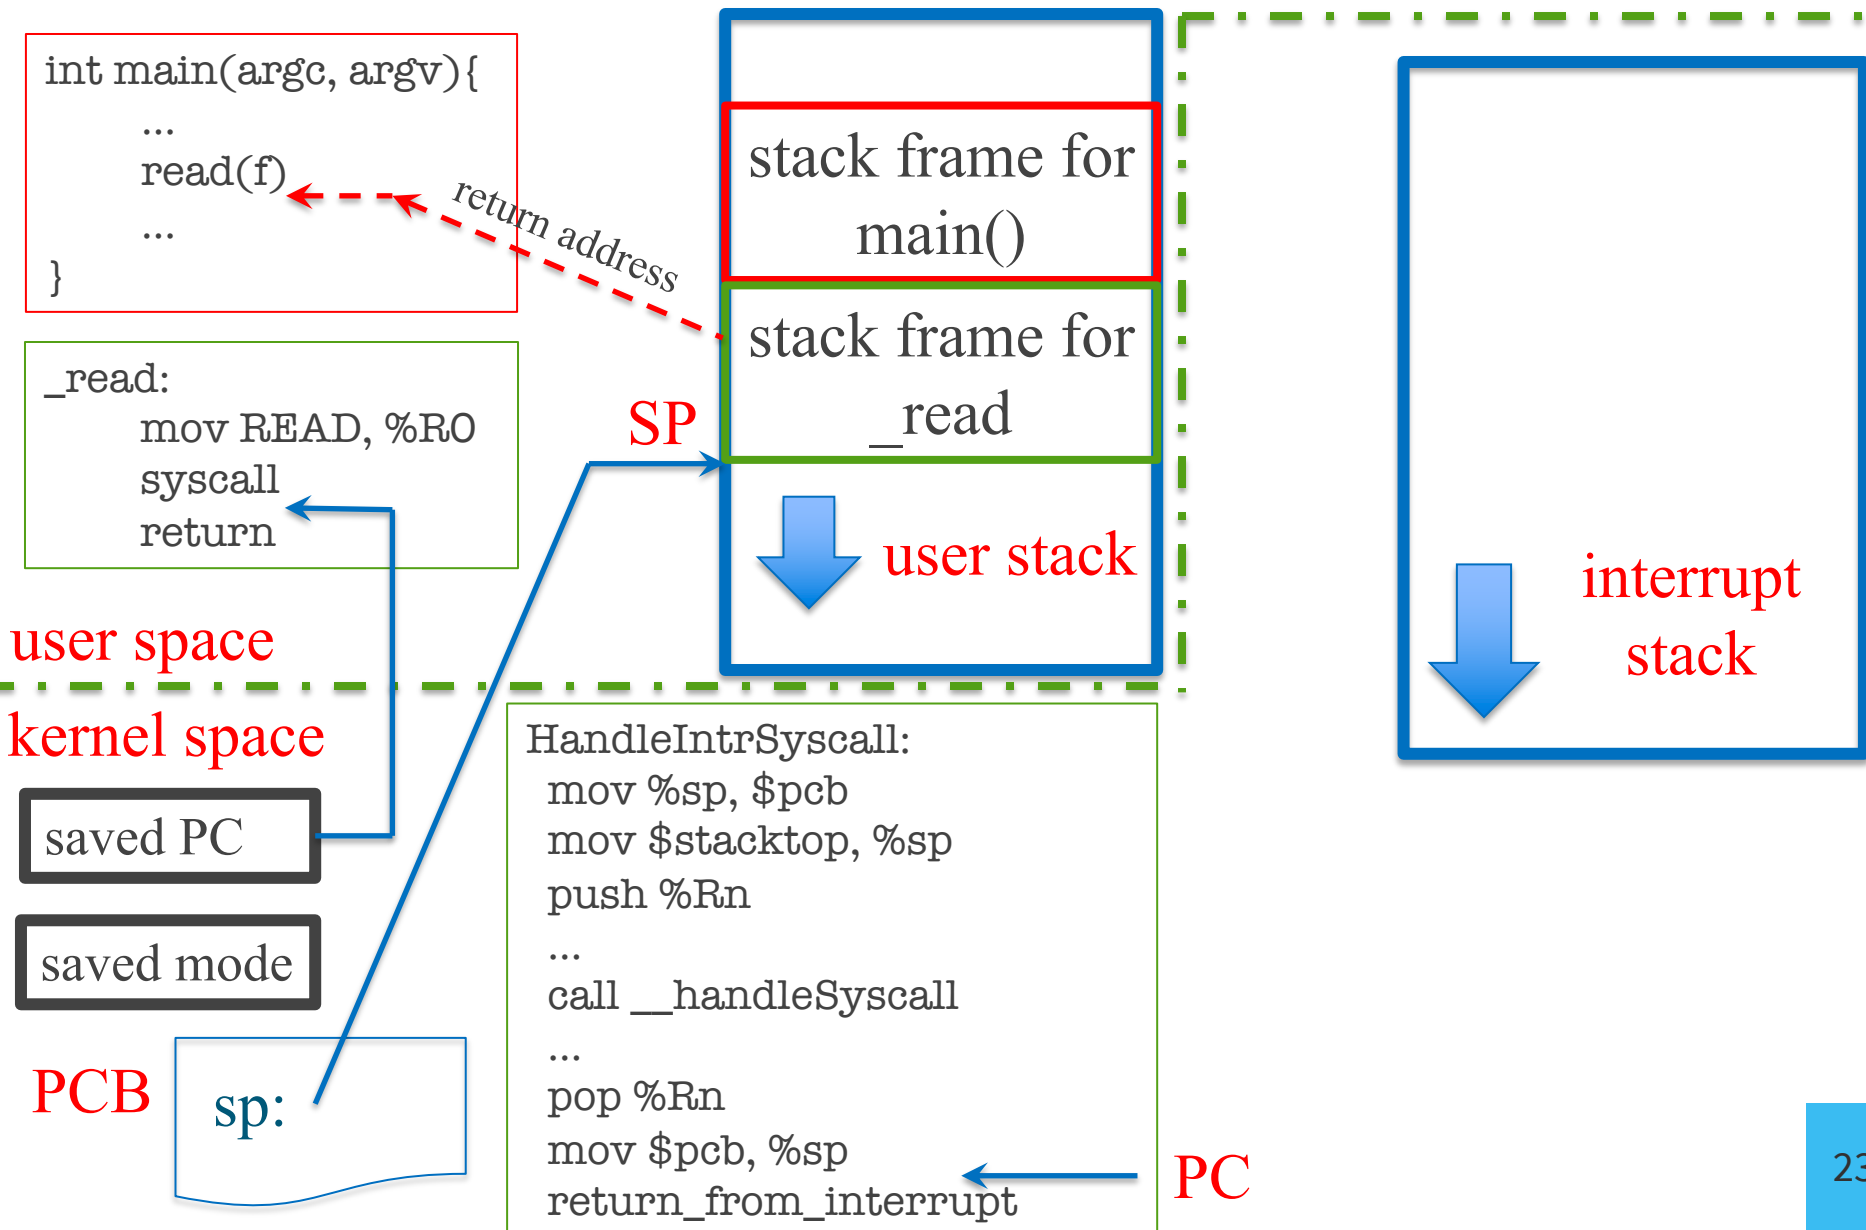 int main(argc, argv){
...
read(f)
...
}
return address
_read:
mov READ, %R0
syscall
return
user space
kernel space
saved PC
saved mode
PCB
sp:
stack frame for
main()
stack frame for
_read
SP
user stack
HandleIntrSyscall:
mov %sp, $pcb
mov $stacktop, %sp
push %Rn
...
call __handleSyscall
...
pop %Rn
mov $pcb, %sp
return_from_interrupt
PC
interrupt
stack